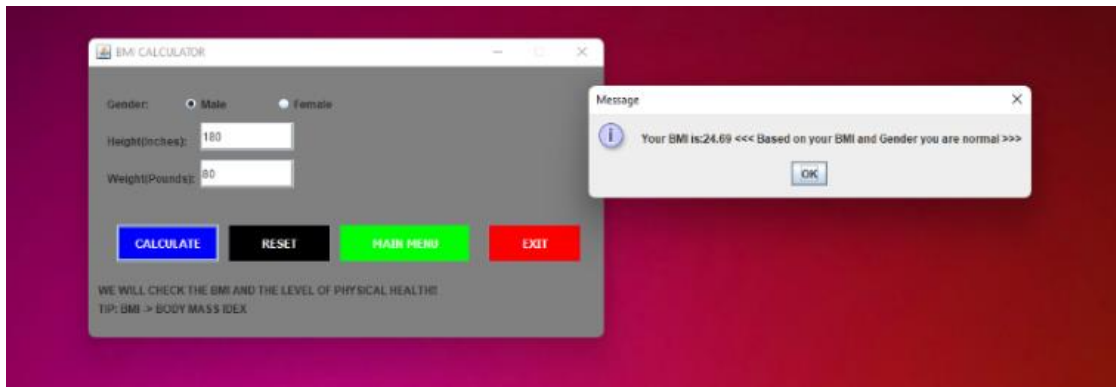 BMI CALCULATOR
Gender: Male Female
Height(Inches): 180
Weight(Pounds): 80
CALCULATE RESET MAIN MENU EXIT
WE WILL CHECK THE BMI AND THE LEVEL OF PHYSICAL HEALTH!
TIP: BMI -> BODY MASS IDEX
Message
Your BMI is:24.69 <<< Based on your BMI and Gender you are normal >>>
OK